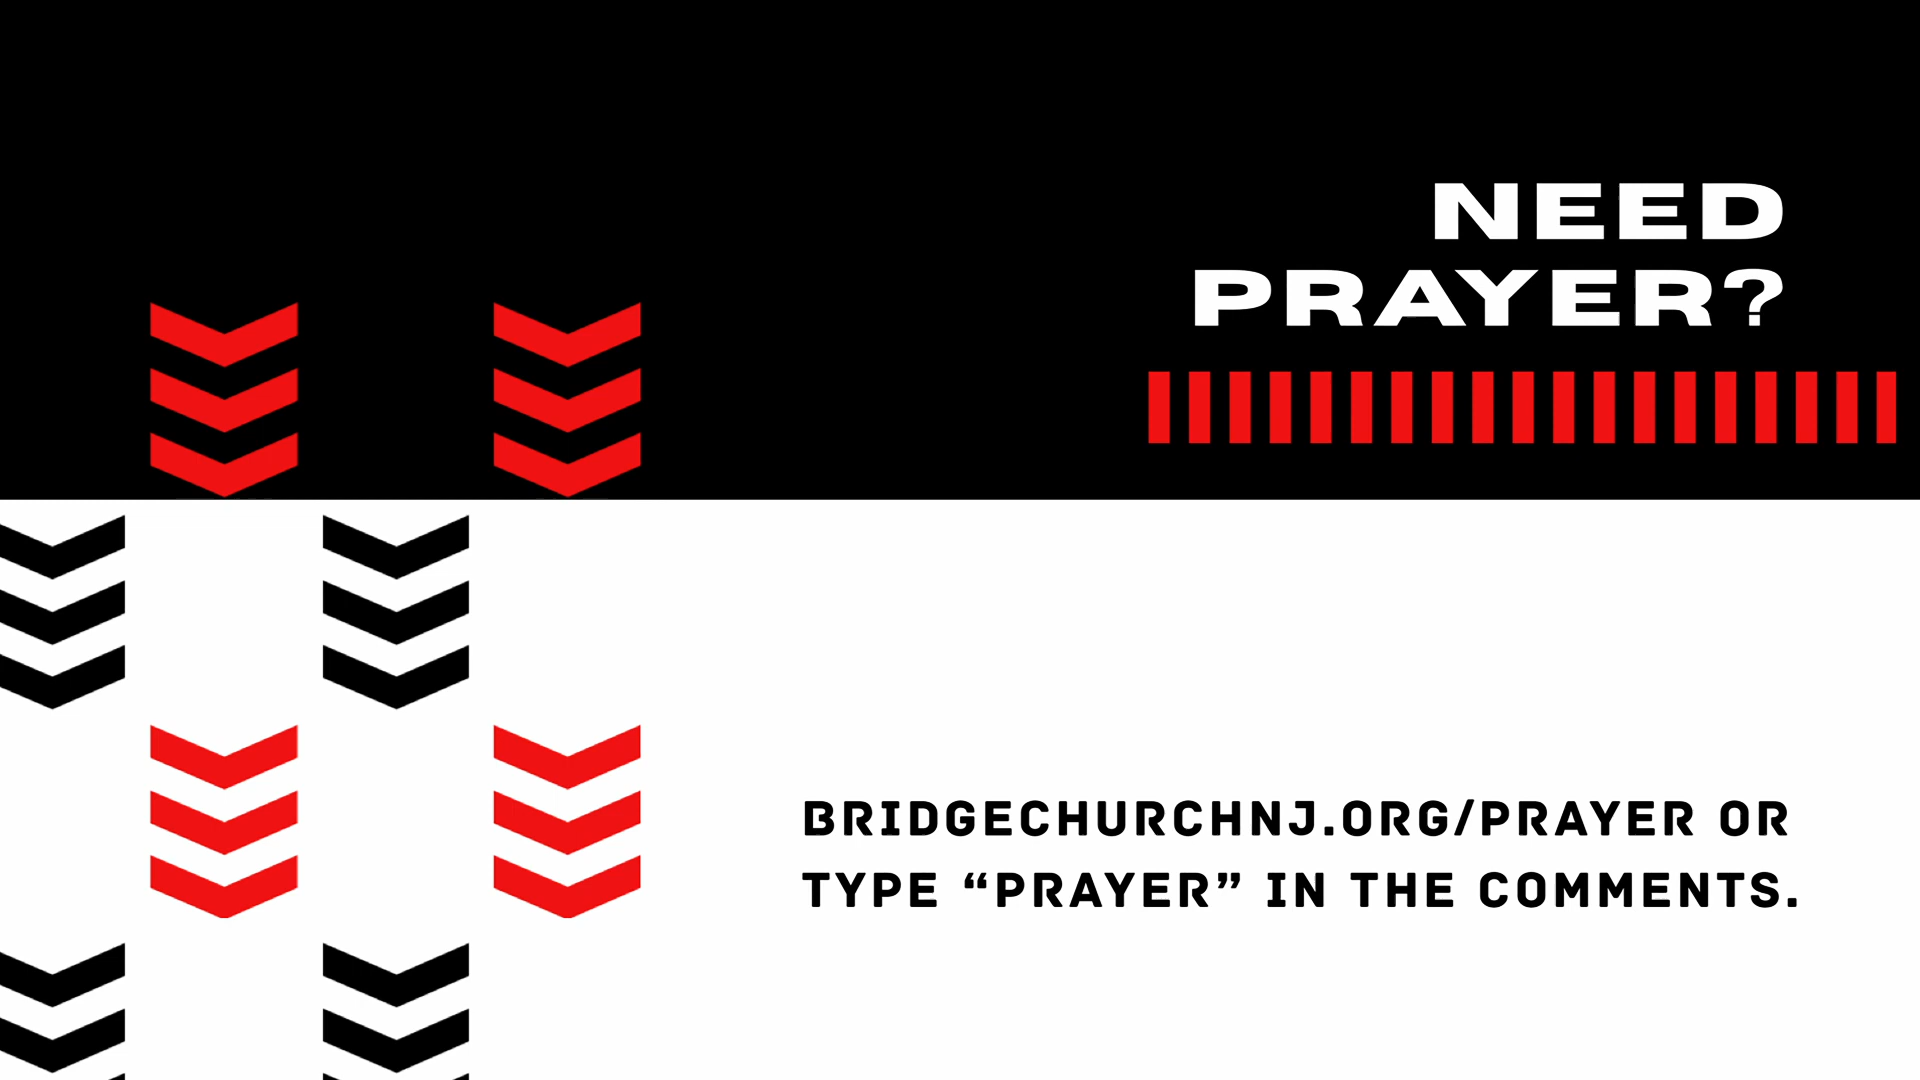 NEED
PRAYER?
BRIDGECHURCHNJ.ORG/PRAYER OR
TYPE “PRAYER” IN THE COMMENTS.